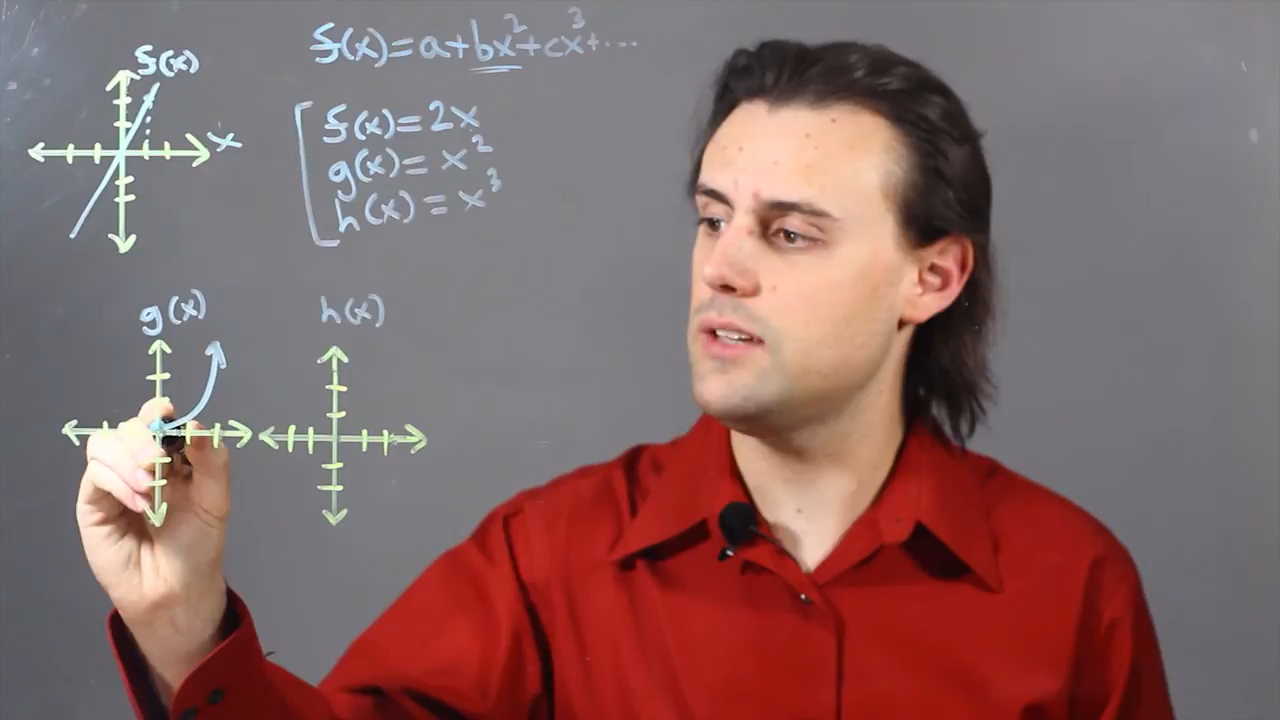 f(x)=a+bx²+cx³+...
f(x)
x
f(x)=2x
g(x)=x²
h(x)=x³
g(x)
h(x)